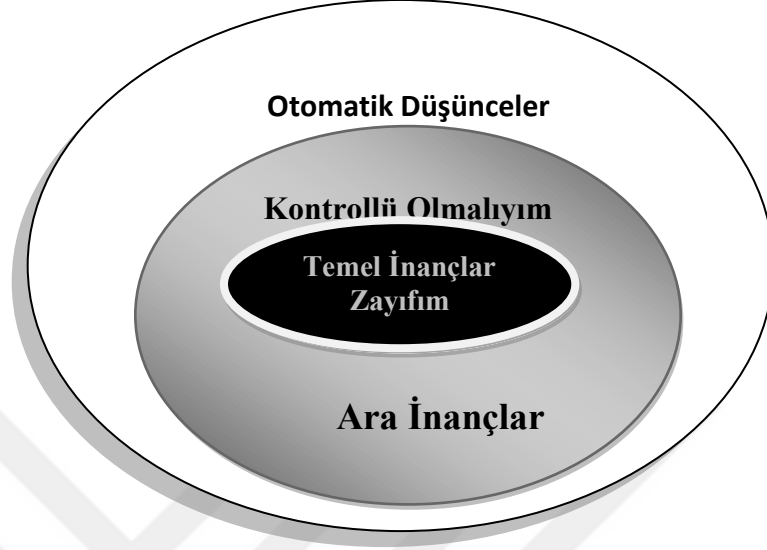 Otomatik Düşünceler
Kontrollü Olmalıyım
Temel İnançlar
Zayıfım
Ara İnançlar